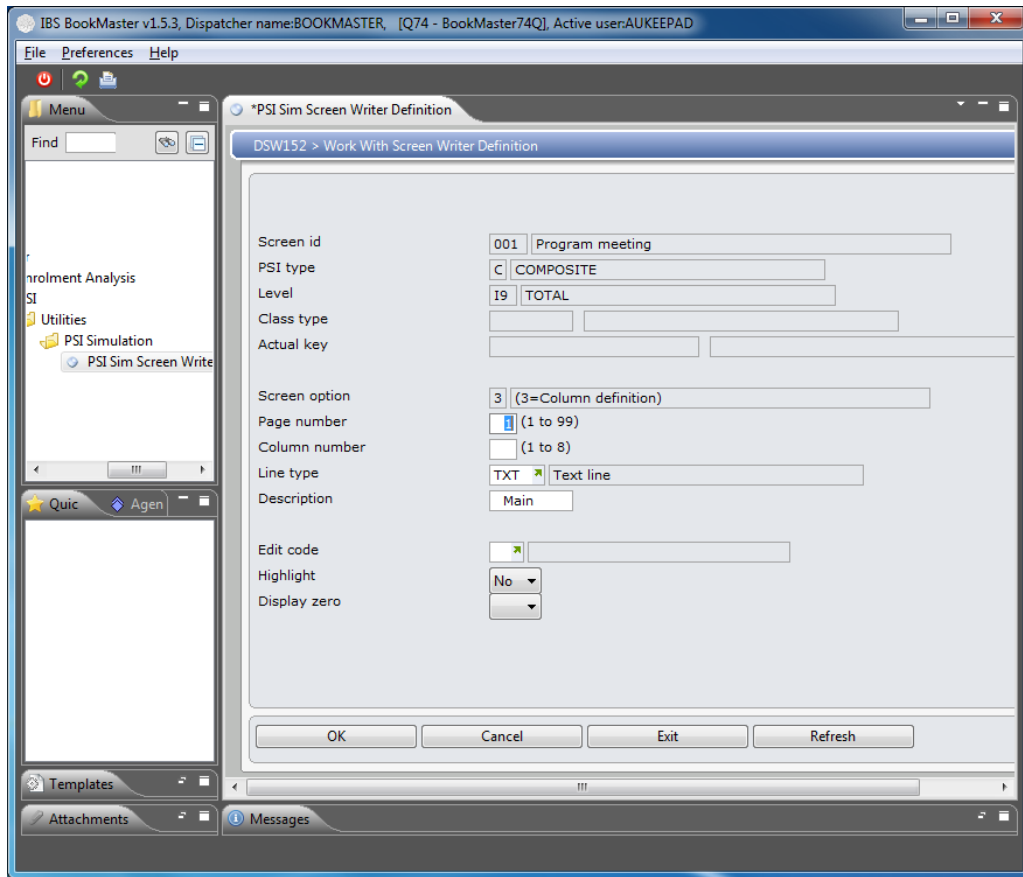 IBS BookMaster v1.5.3, Dispatcher name:BOOKMASTER, [Q74 - BookMaster74Q], Active user:AUKEEPAD
File Preferences Help
Menu
Find
nrolment Analysis
SI
Utilities
PSI Simulation
PSI Sim Screen Write
Quic
Agen
Templates
Attachments
*PSI Sim Screen Writer Definition
DSW152 > Work With Screen Writer Definition
Screen id 001 Program meeting
PSI type C COMPOSITE
Level I9 TOTAL
Class type
Actual key
Screen option 3 (3=Column definition)
Page number 1 (1 to 99)
Column number (1 to 8)
Line type TXT Text line
Description Main
Edit code
Highlight No
Display zero
OK Cancel Exit Refresh
Messages